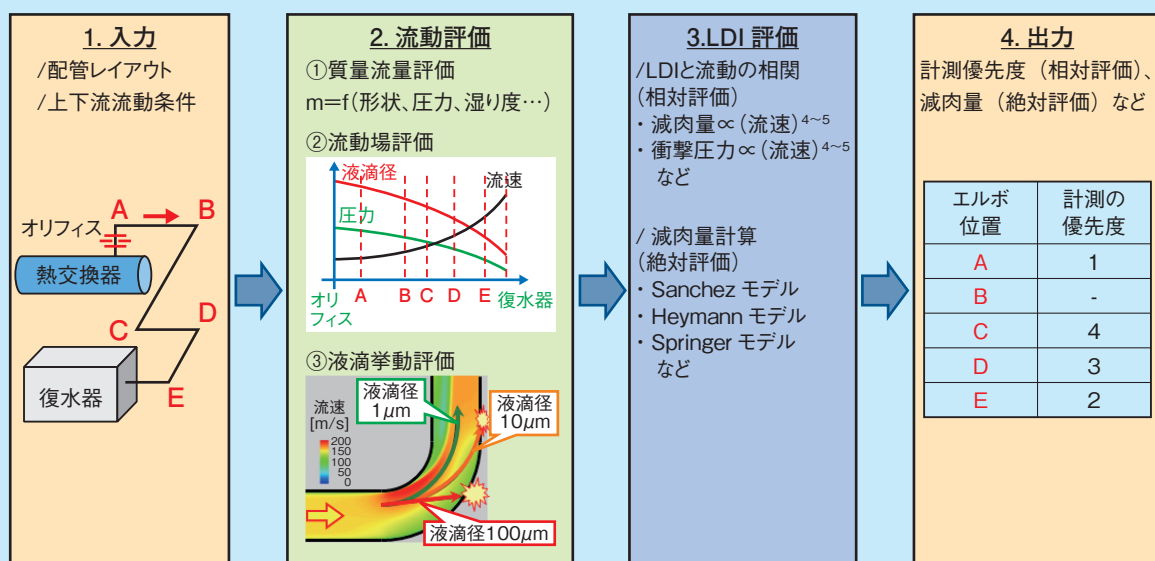 1. 入力
/配管レイアウト
/上下流流動条件
A
B
オリフィス
熱交換器
C
D
復水器
E
2. 流動評価
①質量流量評価
m=f(形状、圧力、湿り度…)
②流動場評価
液滴径
流速
圧力
オリ
フィス
A
B
C
D
E
復水器
③液滴挙動評価
液滴径
1μm
液滴径
10μm
流速
[m/s]
200
150
100
50
0
液滴径100μm
3.LDI 評価
/LDIと流動の相関
(相対評価)
・減肉量∝(流速)4~5
・衝撃圧力∝(流速)4~5
など
/ 減肉量計算
(絶対評価)
・Sanchez モデル
・Heymann モデル
・Springer モデル
など
4. 出力
計測優先度（相対評価）、
減肉量（絶対評価）など
エルボ
位置
計測の
優先度
A 1
B -
C 4
D 3
E 2